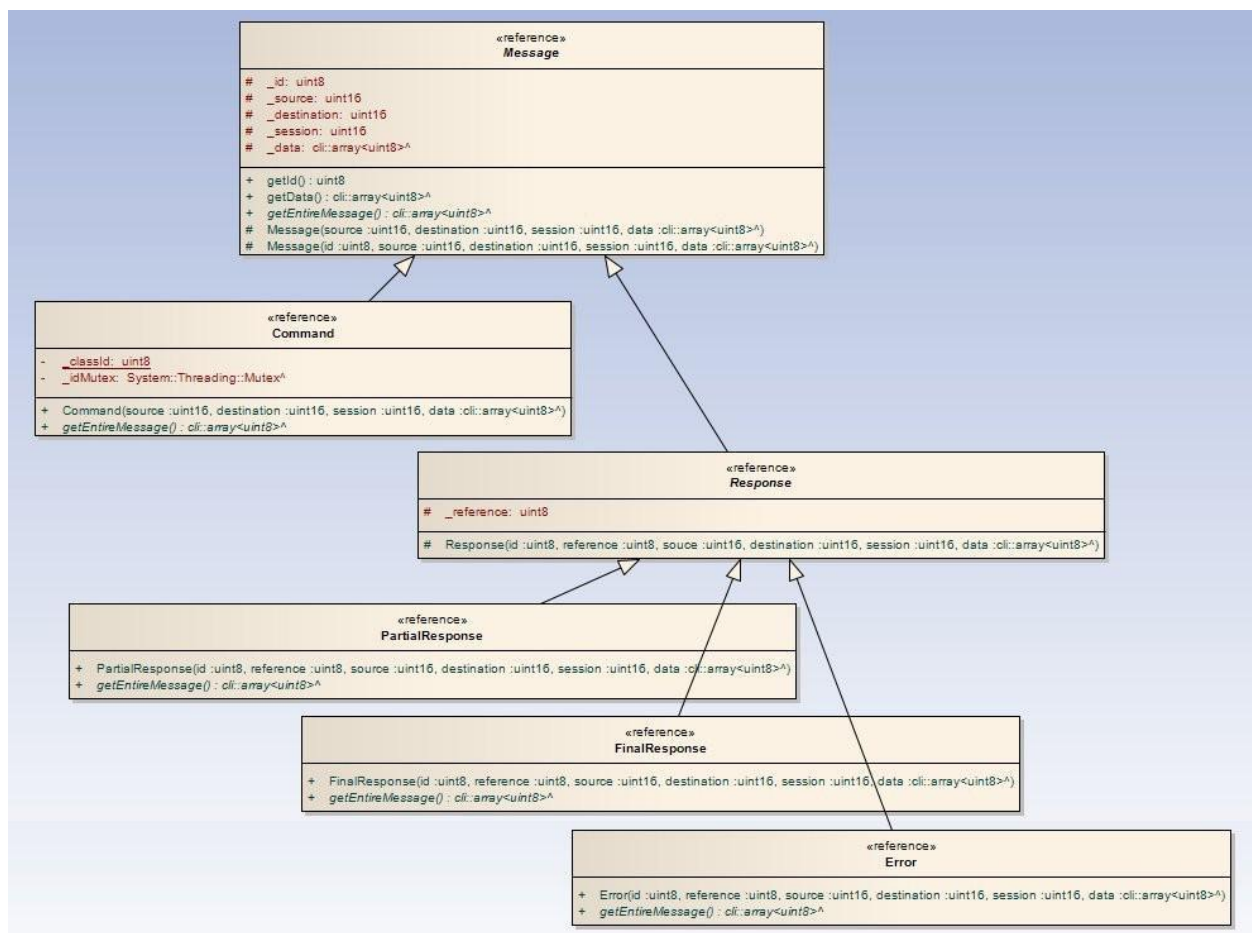 «reference»
Message
# _id: uint8
# _source: uint16
# _destination: uint16
# _session: uint16
# _data: cli::array<uint8>^
+ getId() : uint8
+ getData() : cli::array<uint8>^
+ getEntireMessage() : cli::array<uint8>^
# Message(source :uint16, destination :uint16, session :uint16, data :cli::array<uint8>^)
# Message(id :uint8, source :uint16, destination :uint16, session :uint16, data :cli::array<uint8>^)
«reference»
Command
- _classId: uint8
- _idMutex: System::Threading::Mutex^
+ Command(source :uint16, destination :uint16, session :uint16, data :cli::array<uint8>^)
+ getEntireMessage() : cli::array<uint8>^
«reference»
Response
# _reference: uint8
# Response(id :uint8, reference :uint8, souce :uint16, destination :uint16, session :uint16, data :cli::array<uint8>^)
«reference»
PartialResponse
+ PartialResponse(id :uint8, reference :uint8, source :uint16, destination :uint16, session :uint16, data :cli::array<uint8>^)
+ getEntireMessage() : cli::array<uint8>^
«reference»
FinalResponse
+ FinalResponse(id :uint8, reference :uint8, source :uint16, destination :uint16, session :uint16, data :cli::array<uint8>^)
+ getEntireMessage() : cli::array<uint8>^
«reference»
Error
+ Error(id :uint8, reference :uint8, source :uint16, destination :uint16, session :uint16, data :cli::array<uint8>^)
+ getEntireMessage() : cli::array<uint8>^